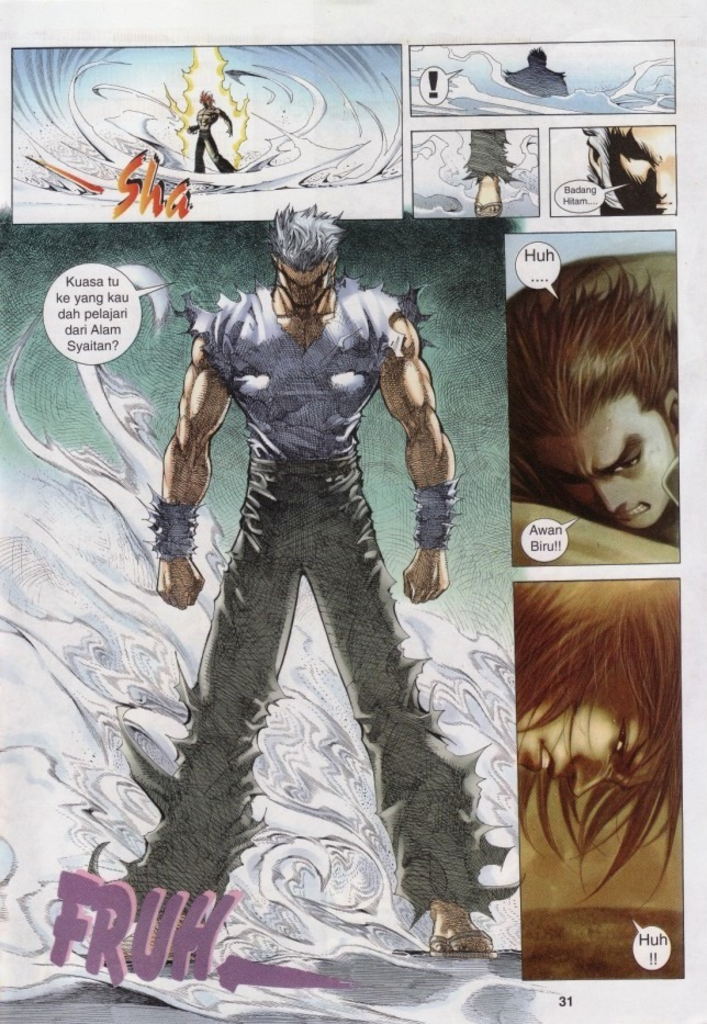 Sha
!
Badang
Hitam....
Kuasa tu
ke yang kau
dah pelajari
dari Alam
Syaitan?
Huh
....
Awan
Biru!!
Huh
!!
FRUH
31